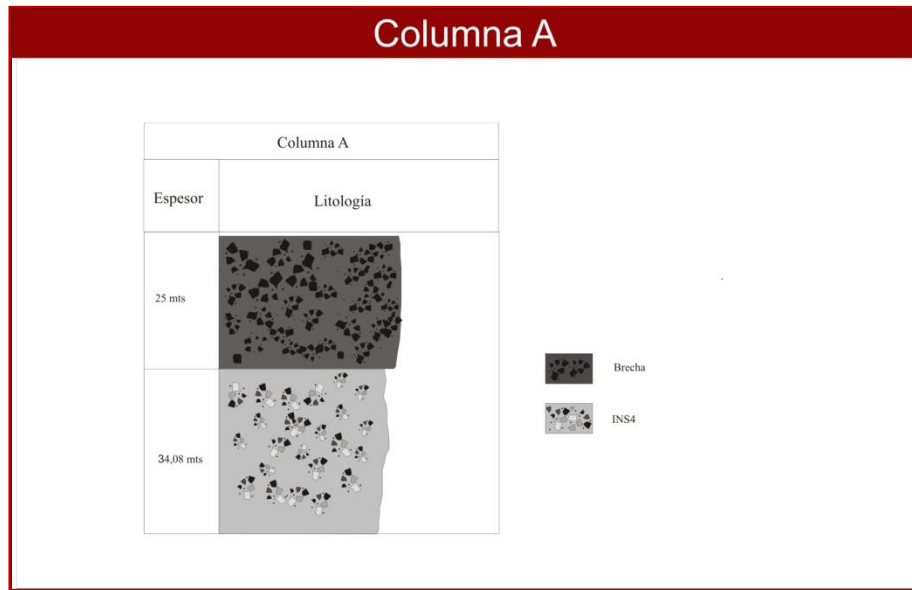 Columna A
Columna A
Espesor
Litología
25 mts
34,08 mts
Brecha
INS4